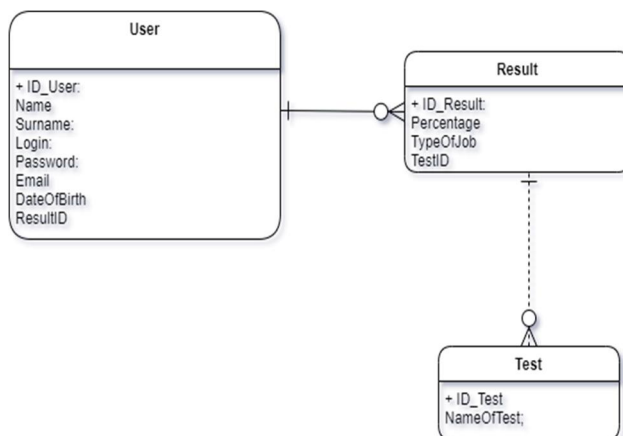 User
+ ID_User:
Name
Surname:
Login:
Password:
Email
DateOfBirth
ResultID
Result
+ ID_Result:
Percentage
TypeOfJob
TestID
Test
+ ID_Test
NameOfTest;